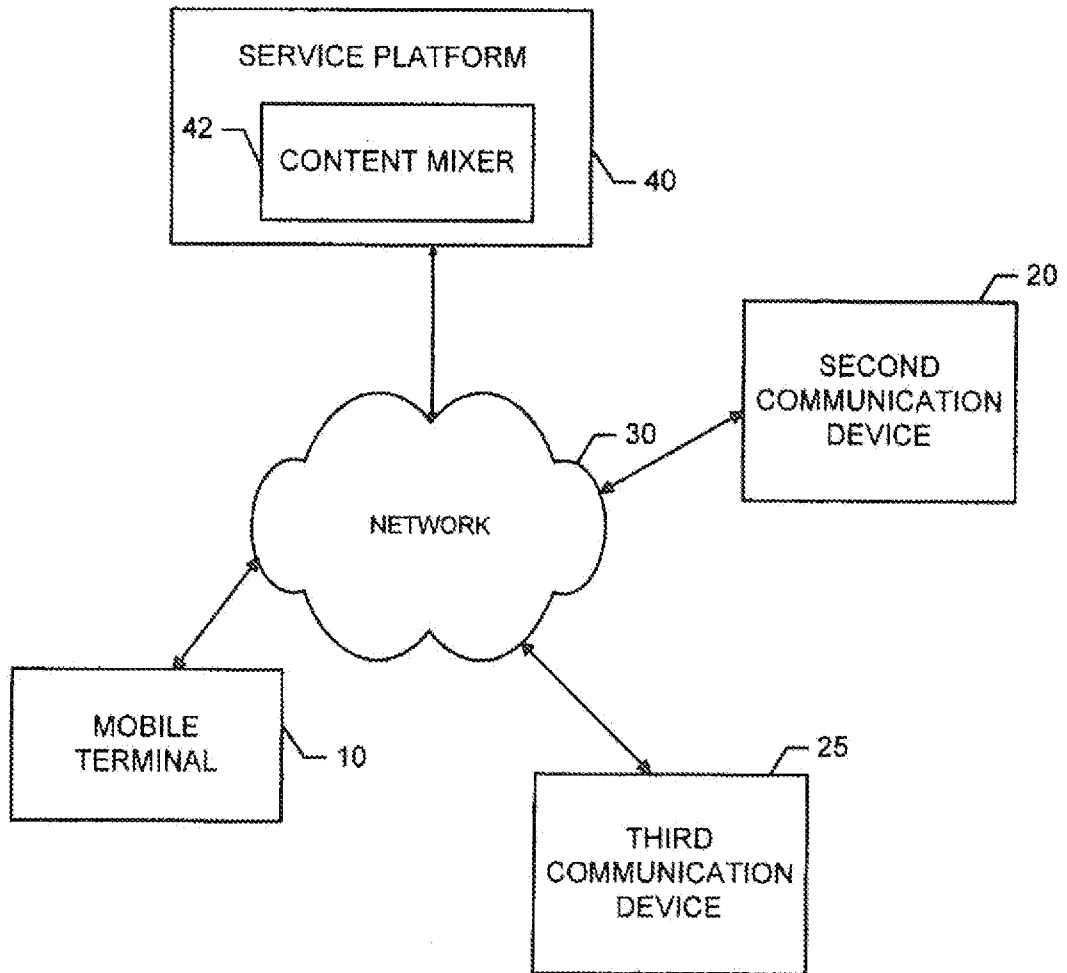 SERVICE PLATFORM
42
CONTENT MIXER
40
20
SECOND
COMMUNICATION
DEVICE
30
NETWORK
MOBILE
TERMINAL
10
25
THIRD
COMMUNICATION
DEVICE